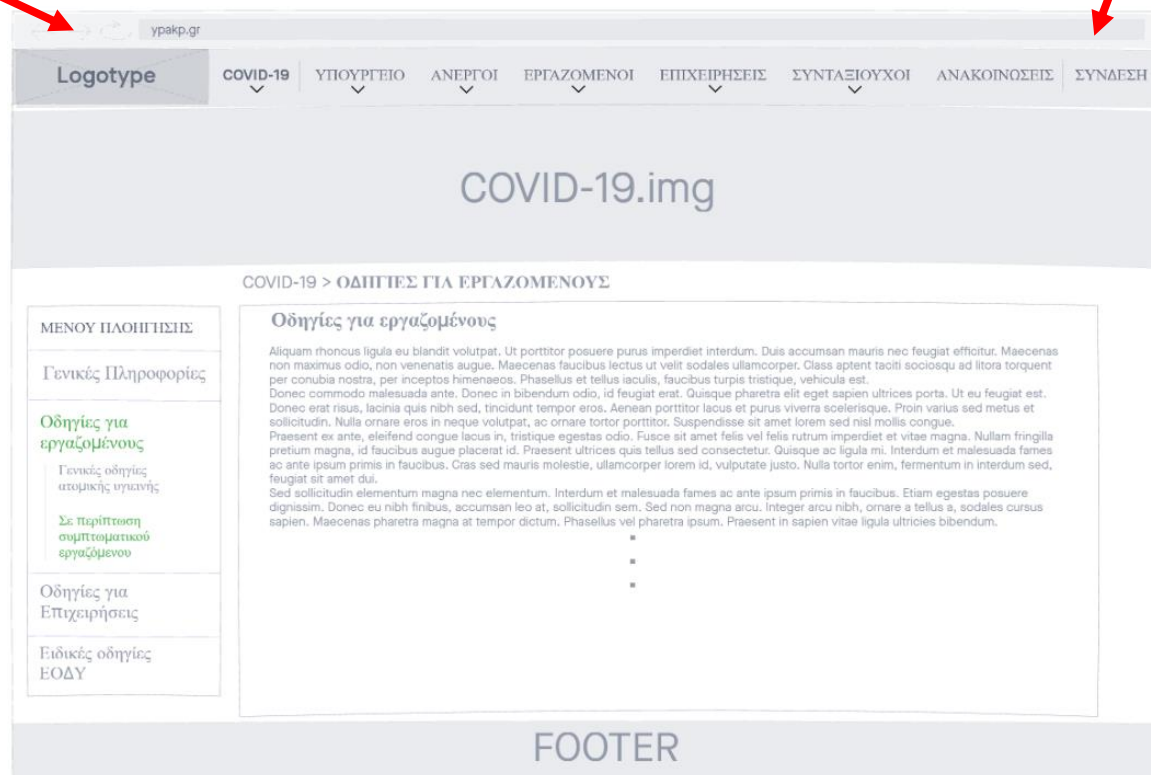 ypakp.gr
Logotype COVID-19 ΥΠΟΥΡΓΕΙΟ ΑΝΕΡΓΟΙ ΕΡΓΑΖΟΜΕΝΟΙ ΕΠΙΧΕΙΡΗΣΕΙΣ ΣΥΝΤΑΞΙΟΥΧΟΙ ΑΝΑΚΟΙΝΩΣΕΙΣ ΣΥΝΔΕΣΗ
COVID-19.img
COVID-19 > ΟΔΗΓΙΕΣ ΓΙΑ ΕΡΓΑΖΟΜΕΝΟΥΣ
ΜΕΝΟΥ ΠΛΟΗΓΗΣΗΣ
Γενικές Πληροφορίες
Οδηγίες για
εργαζομένους
Γενικές οδηγίες
ατομικής υγιεινής
Σε περίπτωση
συμπτωματικού
εργαζόμενου
Οδηγίες για
Επιχειρήσεις
Ειδικές οδηγίες
ΕΟΔΥ
Οδηγίες για εργαζομένους
Aliquam rhoncus ligula eu blandit volutpat. Ut porttitor posuere purus imperdiet interdum. Duis accumsan mauris nec feugiat efficitur. Maecenas
non maximus odio, non venenatis augue. Maecenas faucibus lectus ut velit sodales ullamcorper. Class aptent taciti sociosqu ad litora torquent
per conubia nostra, per inceptos himenaeos. Phasellus et tellus iaculis, faucibus turpis tristique, vehicula est.
Donec commodo malesuada ante. Donec in bibendum odio, id feugiat erat. Quisque pharetra elit eget sapien ultrices porta. Ut eu feugiat est.
Donec erat risus, lacinia quis nibh sed, tincidunt tempor eros. Aenean porttitor lacus et purus viverra scelerisque. Proin varius sed metus et
sollicitudin. Nulla ornare eros in neque volutpat, ac ornare tortor porttitor. Suspendisse sit amet lorem sed nisl mollis congue.
Praesent ex ante, eleifend congue lacus in, tristique egestas odio. Fusce sit amet felis vel felis rutrum imperdiet et vitae magna. Nullam fringilla
pretium magna, id faucibus augue placerat id. Praesent ultrices quis tellus sed consectetur. Quisque ac ligula mi. Interdum et malesuada fames
ac ante ipsum primis in faucibus. Cras sed mauris molestie, ullamcorper lorem id, vulputate justo. Nulla tortor enim, fermentum in interdum sed,
feugiat sit amet dui.
Sed sollicitudin elementum magna nec elementum. Interdum et malesuada fames ac ante ipsum primis in faucibus. Etiam egestas posuere
dignissim. Donec eu nibh finibus, accumsan leo at, sollicitudin sem. Sed non magna arcu. Integer arcu nibh, ornare a tellus a, sodales cursus
sapien. Maecenas pharetra magna at tempor dictum. Phasellus vel pharetra ipsum. Praesent in sapien vitae ligula ultricies bibendum.
FOOTER